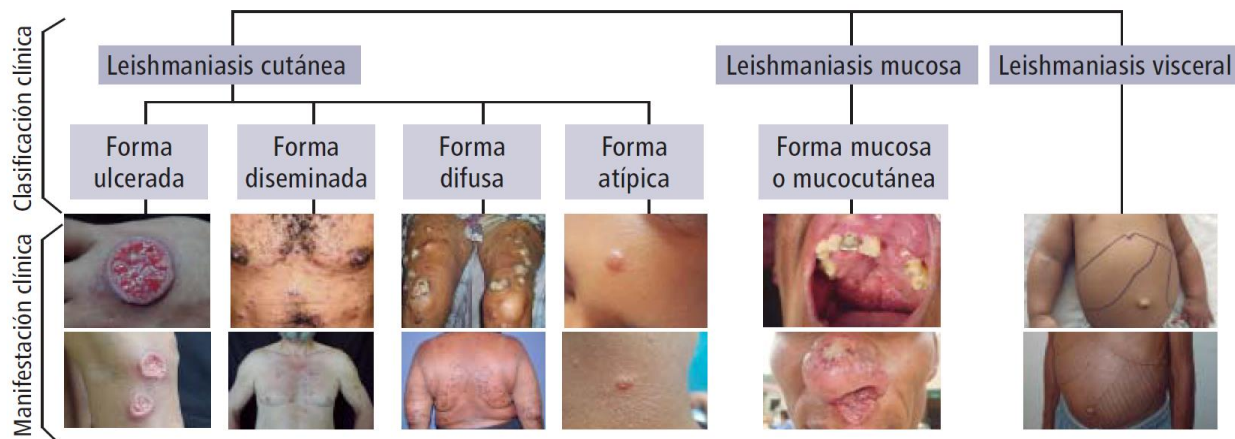 Clasificación clínica
Leishmaniasis cutánea
Leishmaniasis mucosa
Leishmaniasis visceral
Forma
ulcerada
Forma
diseminada
Forma
difusa
Forma
atípica
Forma mucosa
o mucocutánea
Manifestación clínica